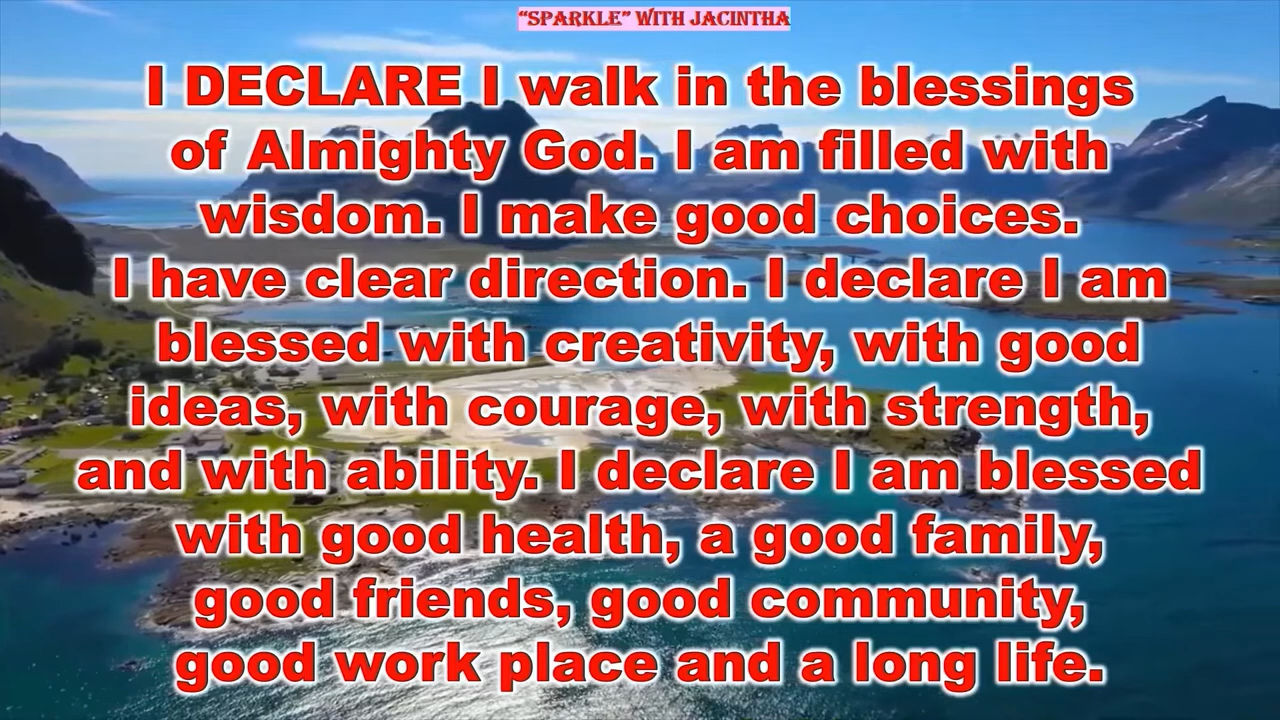 “SPARKLE” WITH JACINTHA
I DECLARE I walk in the blessings
of Almighty God. I am filled with
wisdom. I make good choices.
I have clear direction. I declare I am
blessed with creativity, with good
ideas, with courage, with strength,
and with ability. I declare I am blessed
with good health, a good family,
good friends, good community,
good work place and a long life.